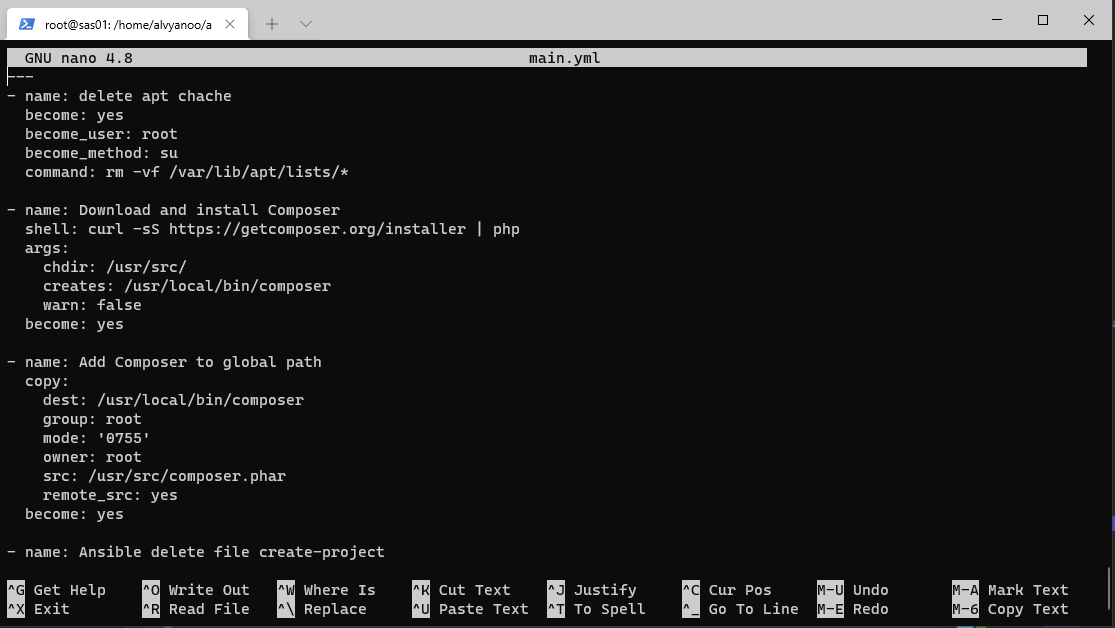 root@sas01: /home/alvyanoo/a
GNU nano 4.8 main.yml
---
- name: delete apt chache
  become: yes
  become_user: root
  become_method: su
  command: rm -vf /var/lib/apt/lists/*
- name: Download and install Composer
  shell: curl -sS https://getcomposer.org/installer | php
  args:
    chdir: /usr/src/
    creates: /usr/local/bin/composer
    warn: false
  become: yes
- name: Add Composer to global path
  copy:
    dest: /usr/local/bin/composer
    group: root
    mode: '0755'
    owner: root
    src: /usr/src/composer.phar
    remote_src: yes
  become: yes
- name: Ansible delete file create-project
^G Get Help ^O Write Out ^W Where Is ^K Cut Text ^J Justify ^C Cur Pos M-U Undo M-A Mark Text
^X Exit ^R Read File ^\ Replace ^U Paste Text ^T To Spell ^_ Go To Line M-E Redo M-6 Copy Text